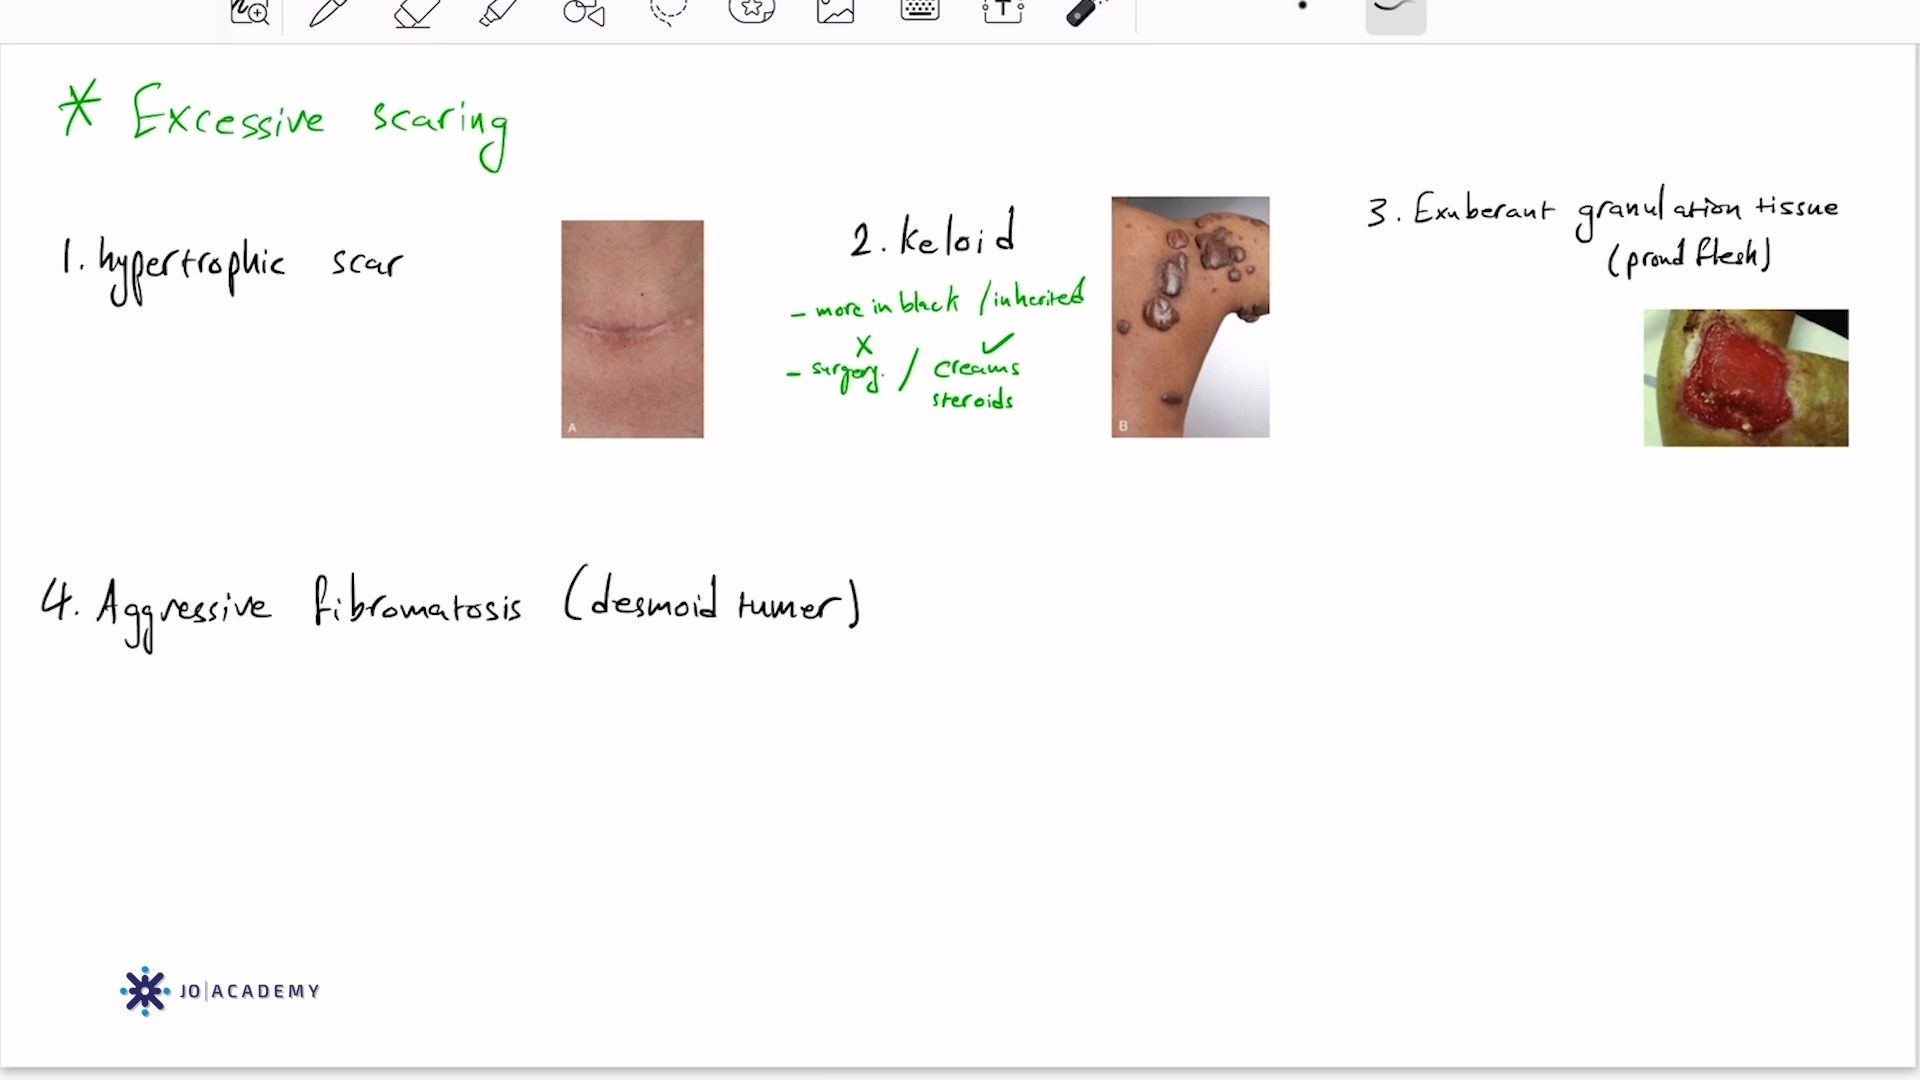 * Excessive scaring
1. hypertrophic scar
A
2. keloid
- more in black / inherited
x ✓
- surgery. / creams
steroids
B
3. Exuberant granulation tissue
(proud flesh)
4. Aggressive fibromatosis (desmoid tumer)
JO|ACADEMY